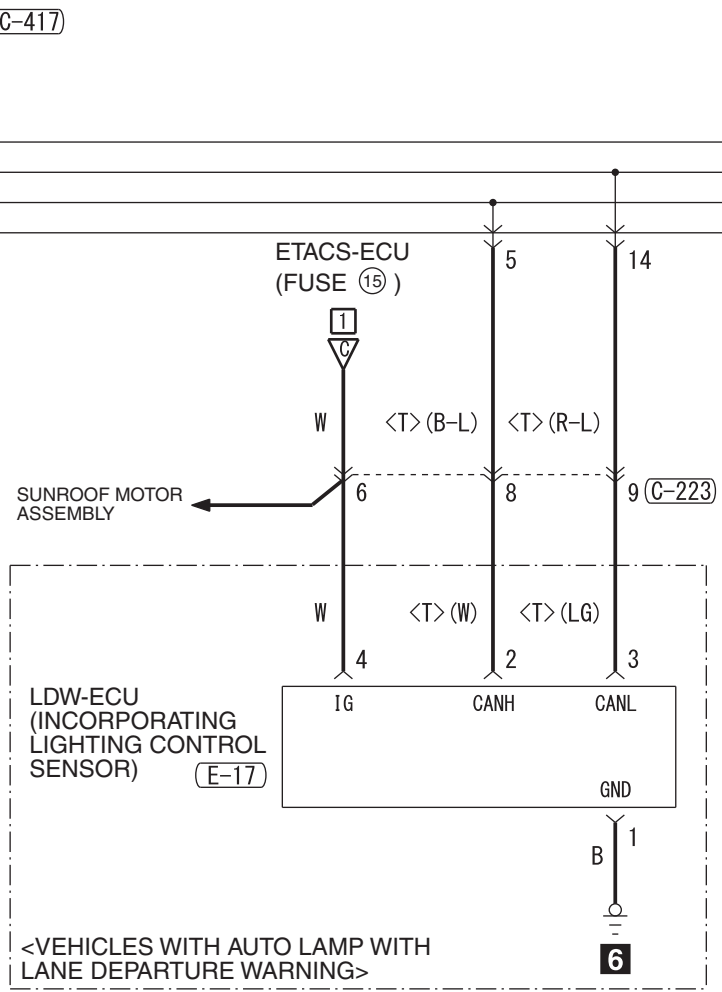 C-417
ETACS-ECU
(FUSE ⑮ )
1
C
5
14
W
<T>(B-L)
<T>(R-L)
SUNROOF MOTOR
ASSEMBLY
6
8
9 C-223
W
<T>(W)
<T>(LG)
4
2
3
LDW-ECU
(INCORPORATING
LIGHTING CONTROL
SENSOR)
E-17
IG
CANH
CANL
GND
1
B
6
<VEHICLES WITH AUTO LAMP WITH
LANE DEPARTURE WARNING>